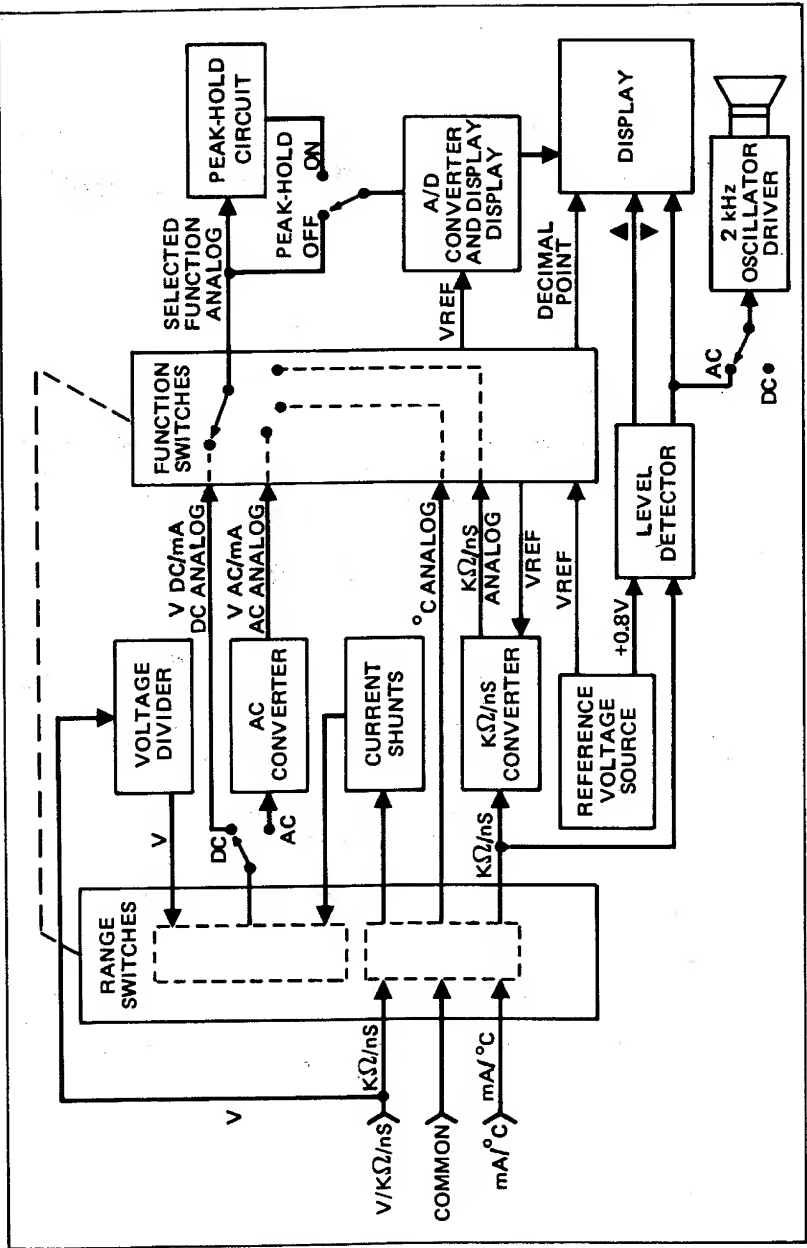 V/KΩ/nS
COMMON
mA/°C
V
KΩ/nS
mA/°C
RANGE
SWITCHES
V
VOLTAGE
DIVIDER
DC
AC
AC
CONVERTER
CURRENT
SHUNTS
KΩ/nS
KΩ/nS
CONVERTER
REFERENCE
VOLTAGE
SOURCE
V DC/mA
DC ANALOG
V AC/mA
AC ANALOG
°C ANALOG
KΩ/nS
ANALOG
VREF
VREF
+0.8V
LEVEL
DETECTOR
FUNCTION
SWITCHES
SELECTED
FUNCTION
ANALOG
PEAK-HOLD
CIRCUIT
PEAK-HOLD
OFF
ON
VREF
A/D
CONVERTER
AND DISPLAY
DISPLAY
DECIMAL
POINT
DISPLAY
AC
DC
2 kHz
OSCILLATOR
DRIVER